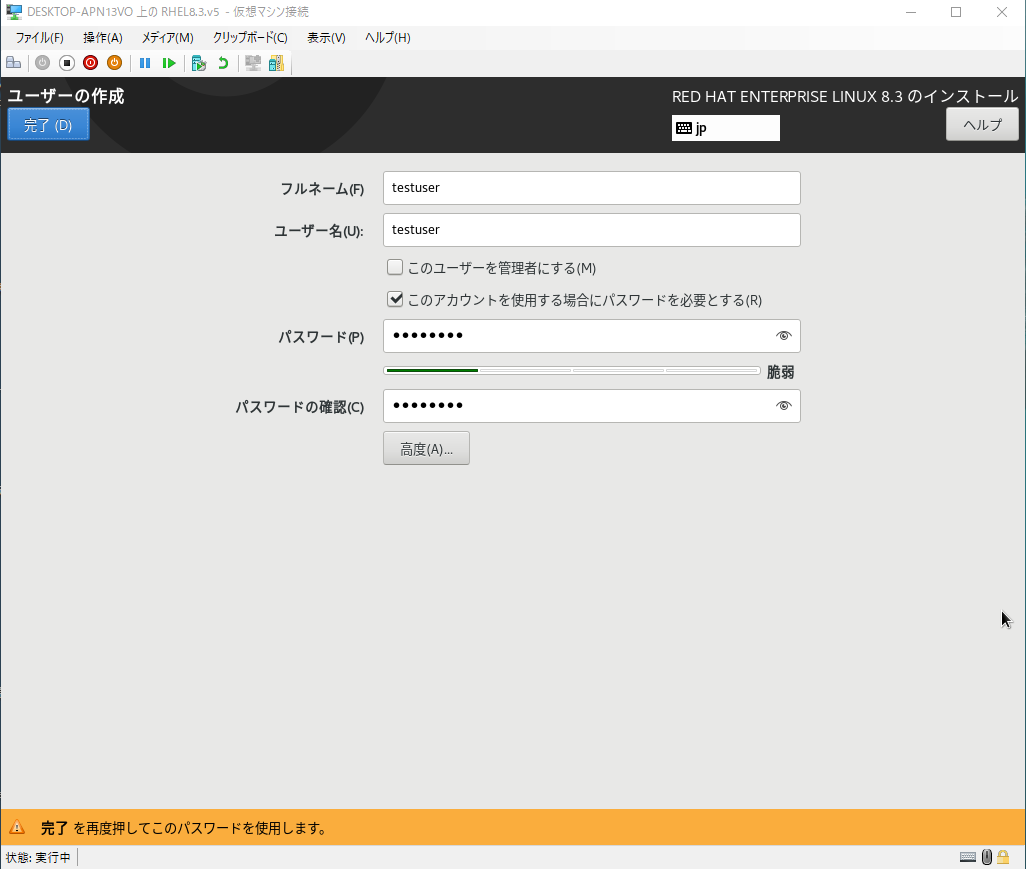 DESKTOP-APN13VO 上の RHEL8.3.v5 - 仮想マシン接続
ファイル(F) 操作(A) メディア(M) クリップボード(C) 表示(V) ヘルプ(H)
ユーザーの作成
RED HAT ENTERPRISE LINUX 8.3 のインストール
完了 (D)
jp
ヘルプ
フルネーム(F)
testuser
ユーザー名(U):
testuser
このユーザーを管理者にする(M)
このアカウントを使用する場合にパスワードを必要とする(R)
パスワード(P)
●●●●●●●●
脆弱
パスワードの確認(C)
●●●●●●●●
高度(A)...
完了 を再度押してこのパスワードを使用します。
状態: 実行中